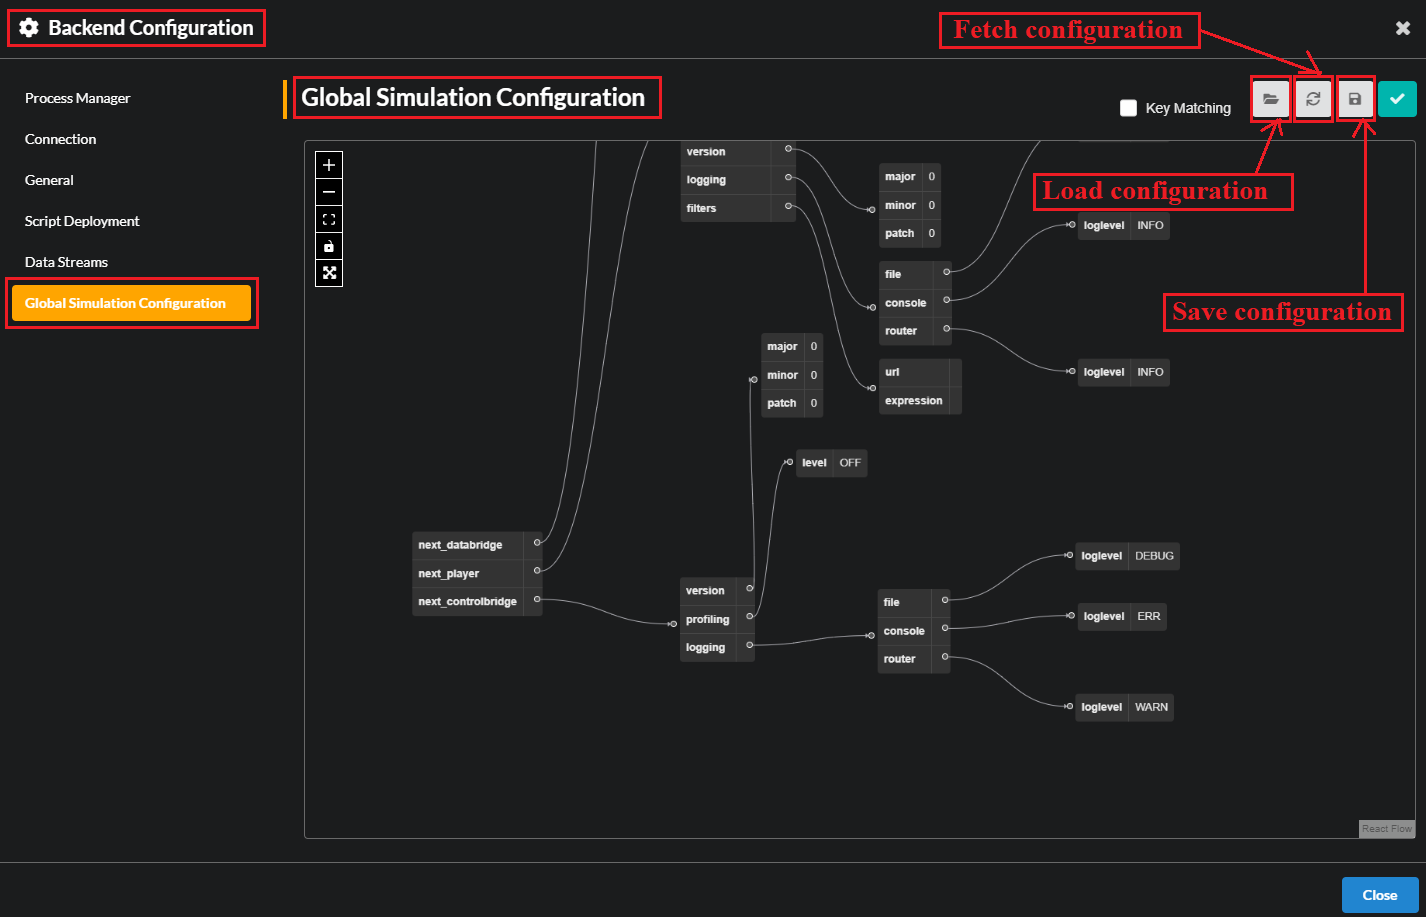 Backend Configuration
Fetch configuration
Process Manager
Connection
General
Script Deployment
Data Streams
Global Simulation Configuration
Global Simulation Configuration
Key Matching
Load configuration
Save configuration
version
logging
filters
major 0
minor 0
patch 0
loglevel INFO
file
console
router
url
expression
loglevel INFO
major 0
minor 0
patch 0
level OFF
next_databridge
next_player
next_controlbridge
version
profiling
logging
file
console
router
loglevel DEBUG
loglevel ERR
loglevel WARN
React Flow
Close